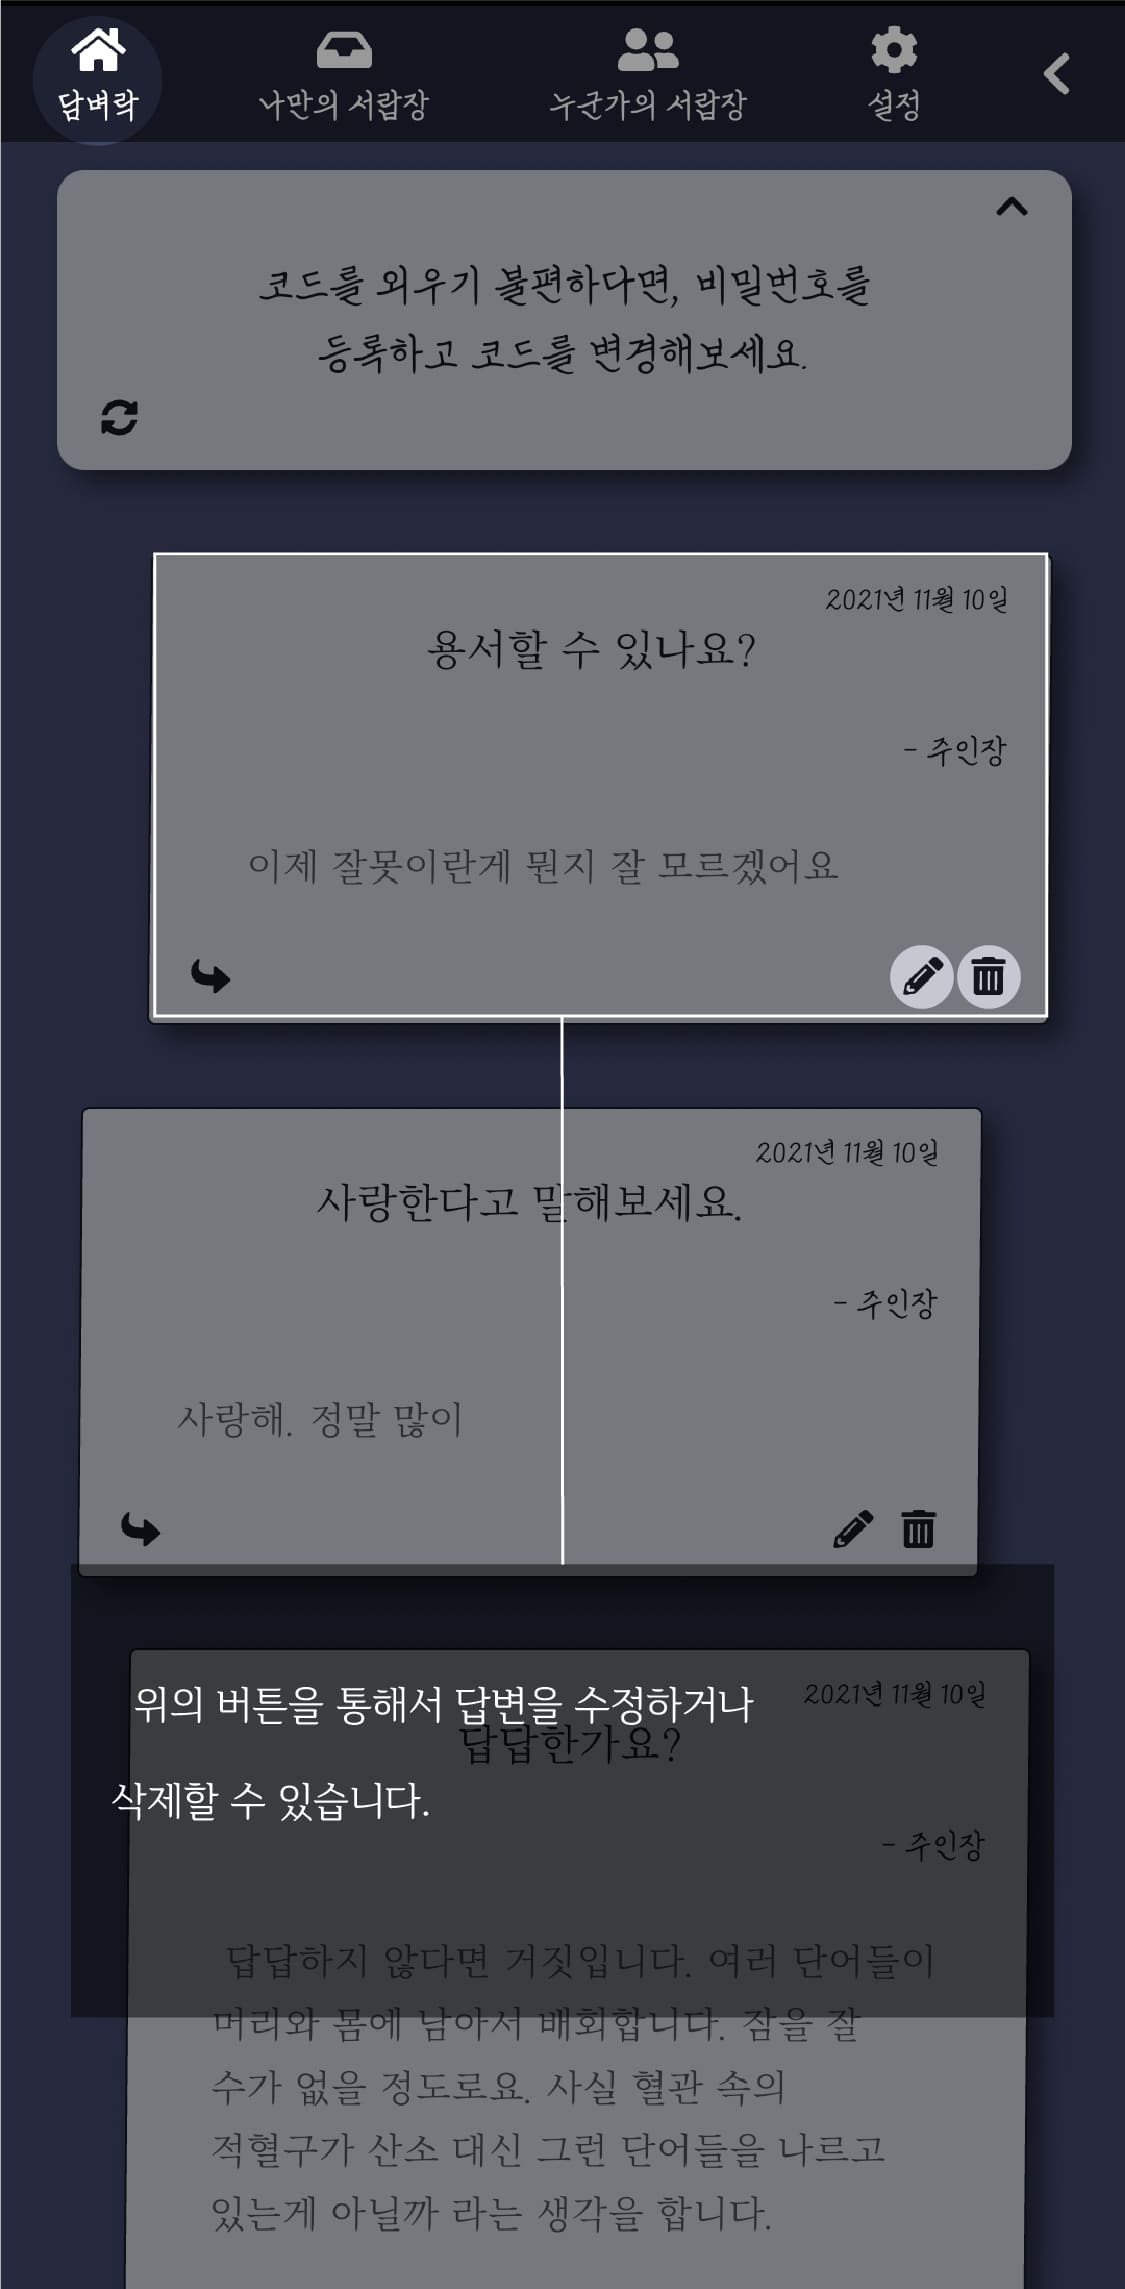 담벼락
나만의 서랍장
누군가의 서랍장
설정
코드를 외우기 불편하다면, 비밀번호를
등록하고 코드를 변경해보세요.
2021년 11월 10일
용서할 수 있나요?
- 주인장
이제 잘못이란게 뭔지 잘 모르겠어요
2021년 11월 10일
사랑한다고 말해보세요.
- 주인장
사랑해. 정말 많이
위의 버튼을 통해서 답변을 수정하거나
삭제할 수 있습니다.
2021년 11월 10일
답답한가요?
- 주인장
답답하지 않다면 거짓입니다. 여러 단어들이
머리와 몸에 남아서 배회합니다. 잠을 잘
수가 없을 정도로요. 사실 혈관 속의
적혈구가 산소 대신 그런 단어들을 나르고
있는게 아닐까 라는 생각을 합니다.